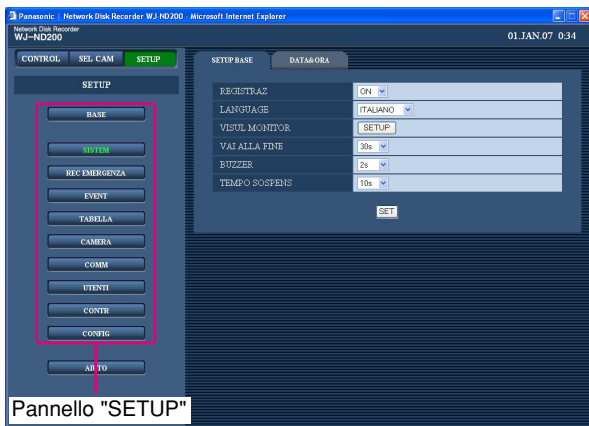 Panasonic | Network Disk Recorder WJ-ND200 - Microsoft Internet Explorer
Network Disk Recorder
WJ-ND200
01.JAN.07 0:34
CONTROL SEL CAM SETUP
SETUP
BASE
SISTEM
REC EMERGENZA
EVENT
TABELLA
CAMERA
COMM
UTENTI
CONTR
CONFIG
AIUTO
Pannello "SETUP"
SETUP BASE DATA&ORA
REGISTRAZ ON
LANGUAGE ITALIANO
VISUL MONITOR SETUP
VAI ALLA FINE 30s
BUZZER 2s
TEMPO SOSPENS 10s
SET